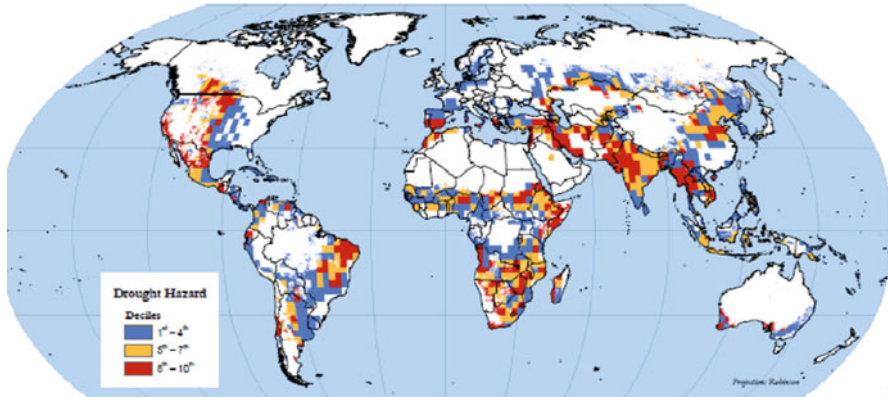 Drought Hazard
Deciles
1st – 4th
5th – 7th
8th – 10th
Projection: Robinson